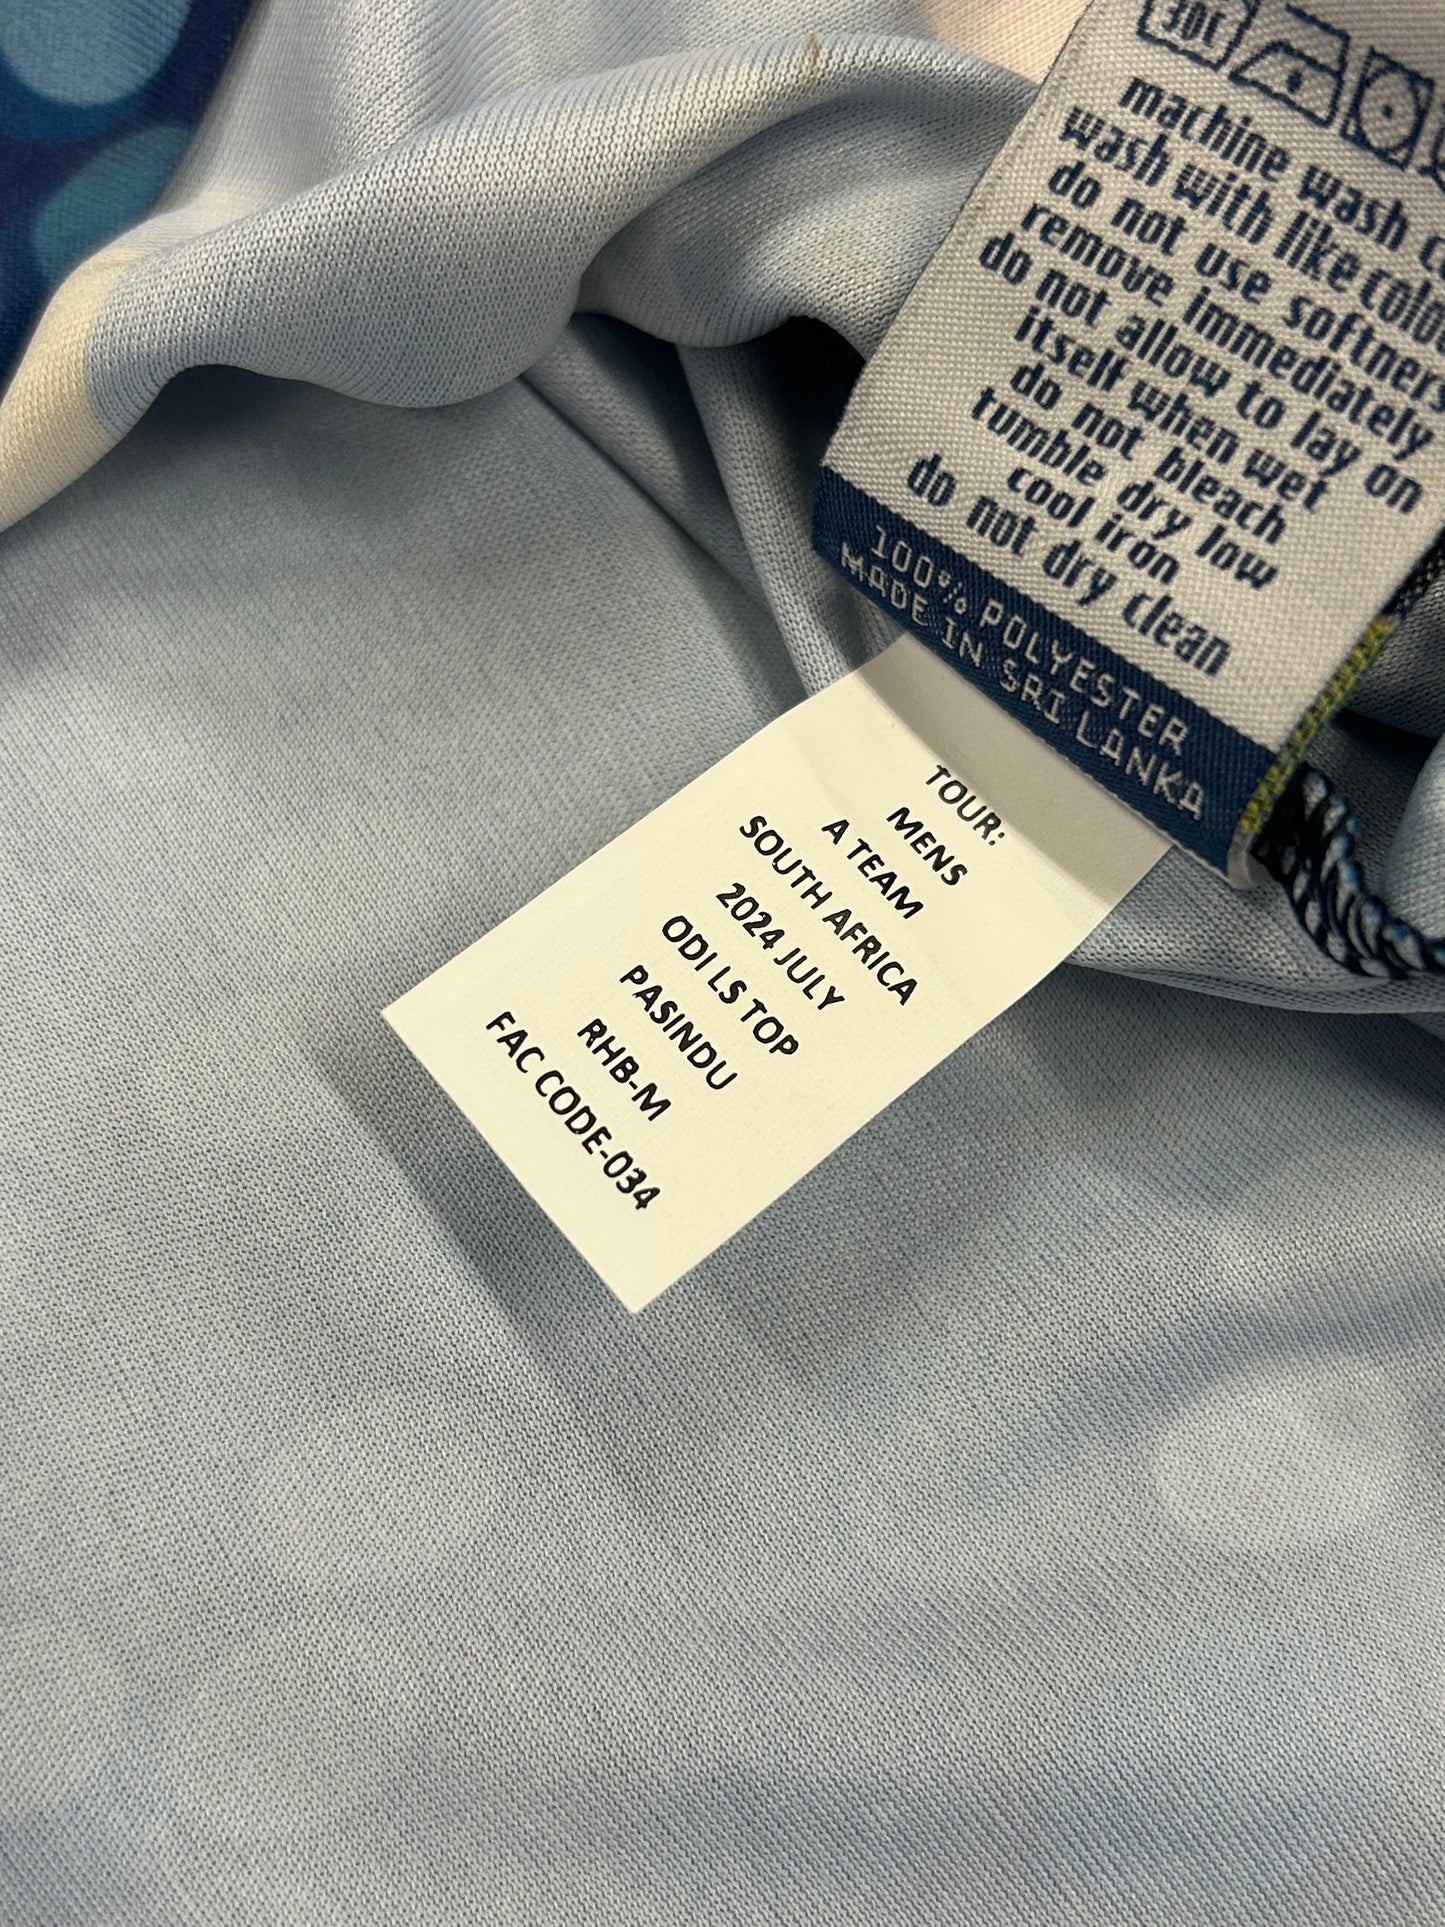 30C
machine wash
wash with like
do not use softners
remove immediately
do not allow to lay on
itself when wet
do not bleach
tumble dry low
cool iron
do not dry clean
100% POLYESTER
MADE IN SRI LANKA
TOUR:
MENS
A TEAM
SOUTH AFRICA
2024 JULY
ODI LS TOP
PASINDU
RHB-M
FAC CODE-034